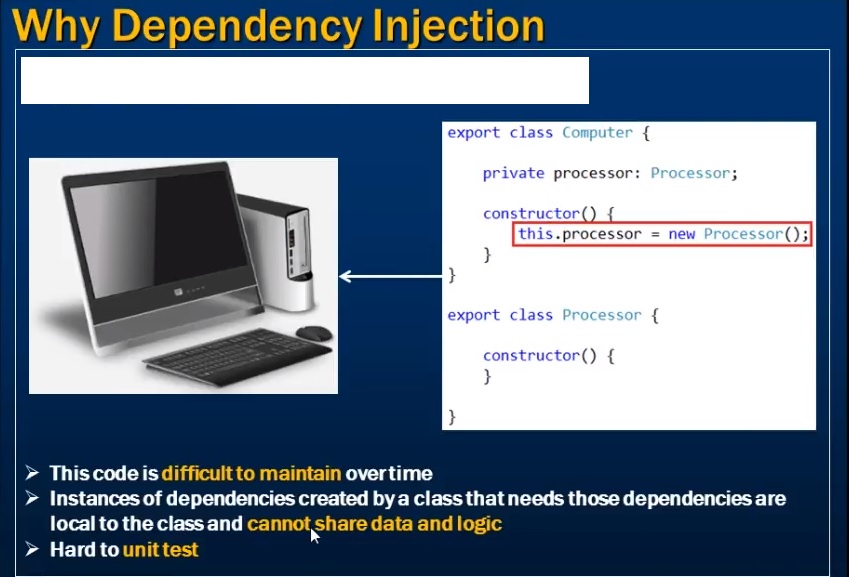 Why Dependency Injection
export class Computer {
private processor: Processor;
constructor() {
this.processor = new Processor();
}
}
export class Processor {
constructor() {
}
}
➢ This code is difficult to maintain over time
➢ Instances of dependencies created by a class that needs those dependencies are
local to the class and cannot share data and logic
➢ Hard to unit test